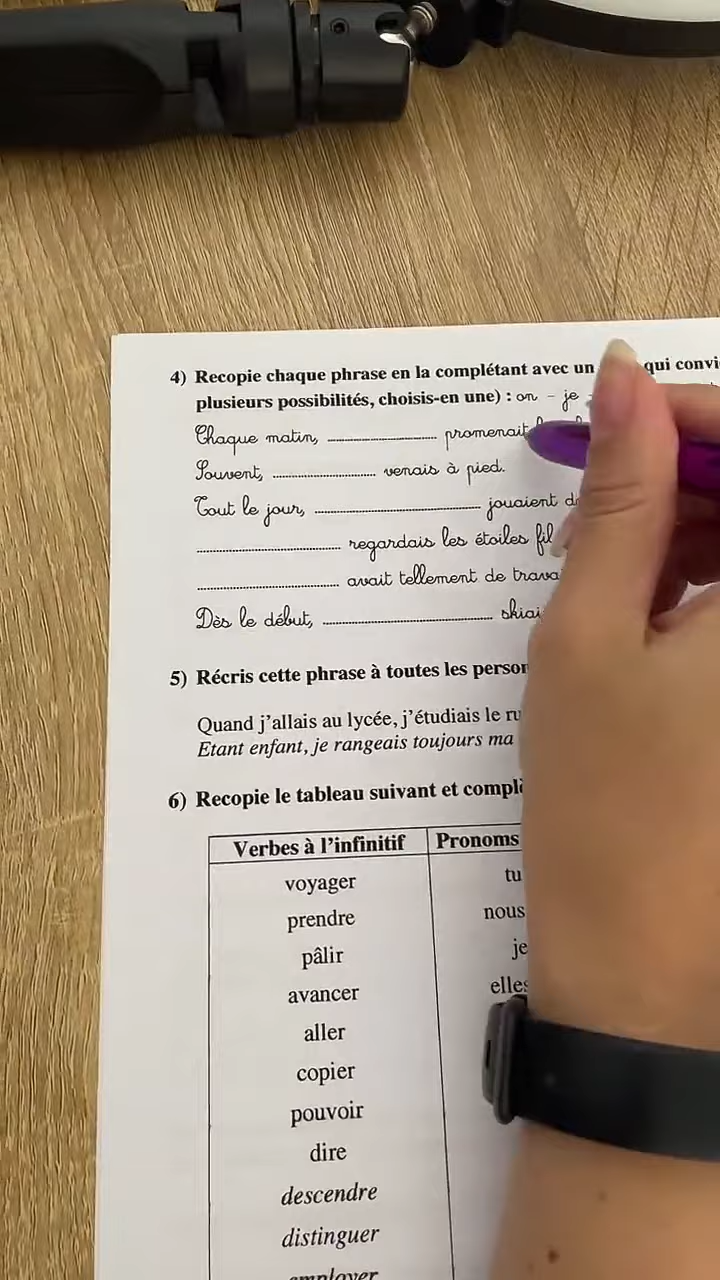 4) Recopie chaque phrase en la complétant avec un qui
plusieurs possibilités, choisis-en une) : on - je
Chaque matin, ........ promenait
Souvent, ........ venais à pied.
Tout le jour, ........ jouaient
........ regardais les étoiles
........ avait tellement de
Dès le début, ........
5) Récris cette phrase à toutes les
Quand j'allais au lycée, j'étudiais le
Etant enfant, je rangeais toujours ma
6) Recopie le tableau suivant et
Verbes à l'infinitif Pronoms
voyager tu
prendre nous
pâlir je
avancer elles
aller
copier
pouvoir
dire
descendre
distinguer
employer